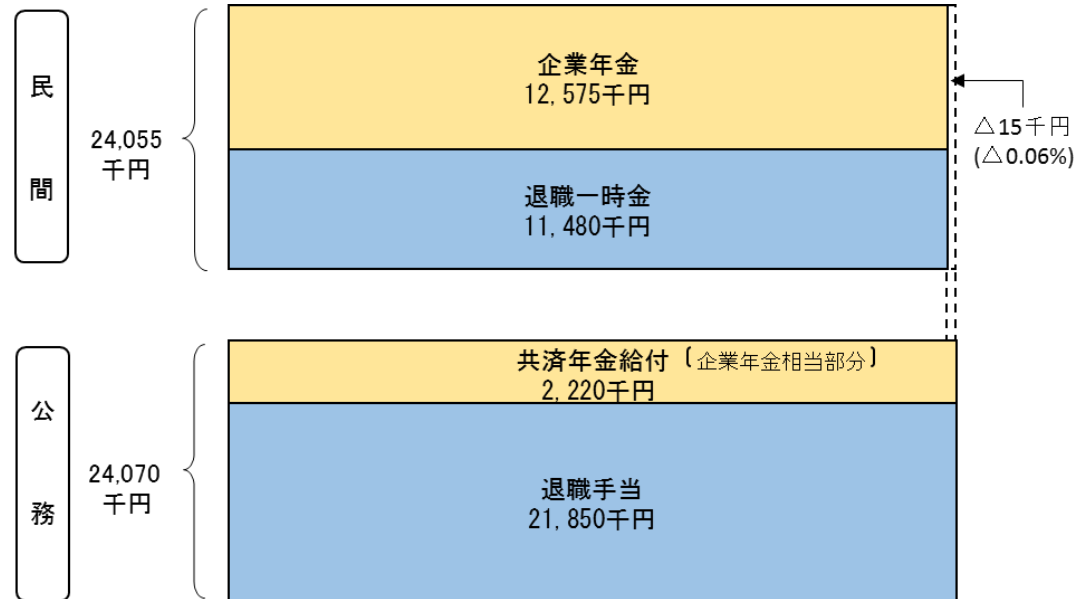 民間
24,055
千円
企業年金
12,575千円
退職一時金
11,480千円
△15千円
(△0.06%)
公務
24,070
千円
共済年金給付〔企業年金相当部分〕
2,220千円
退職手当
21,850千円